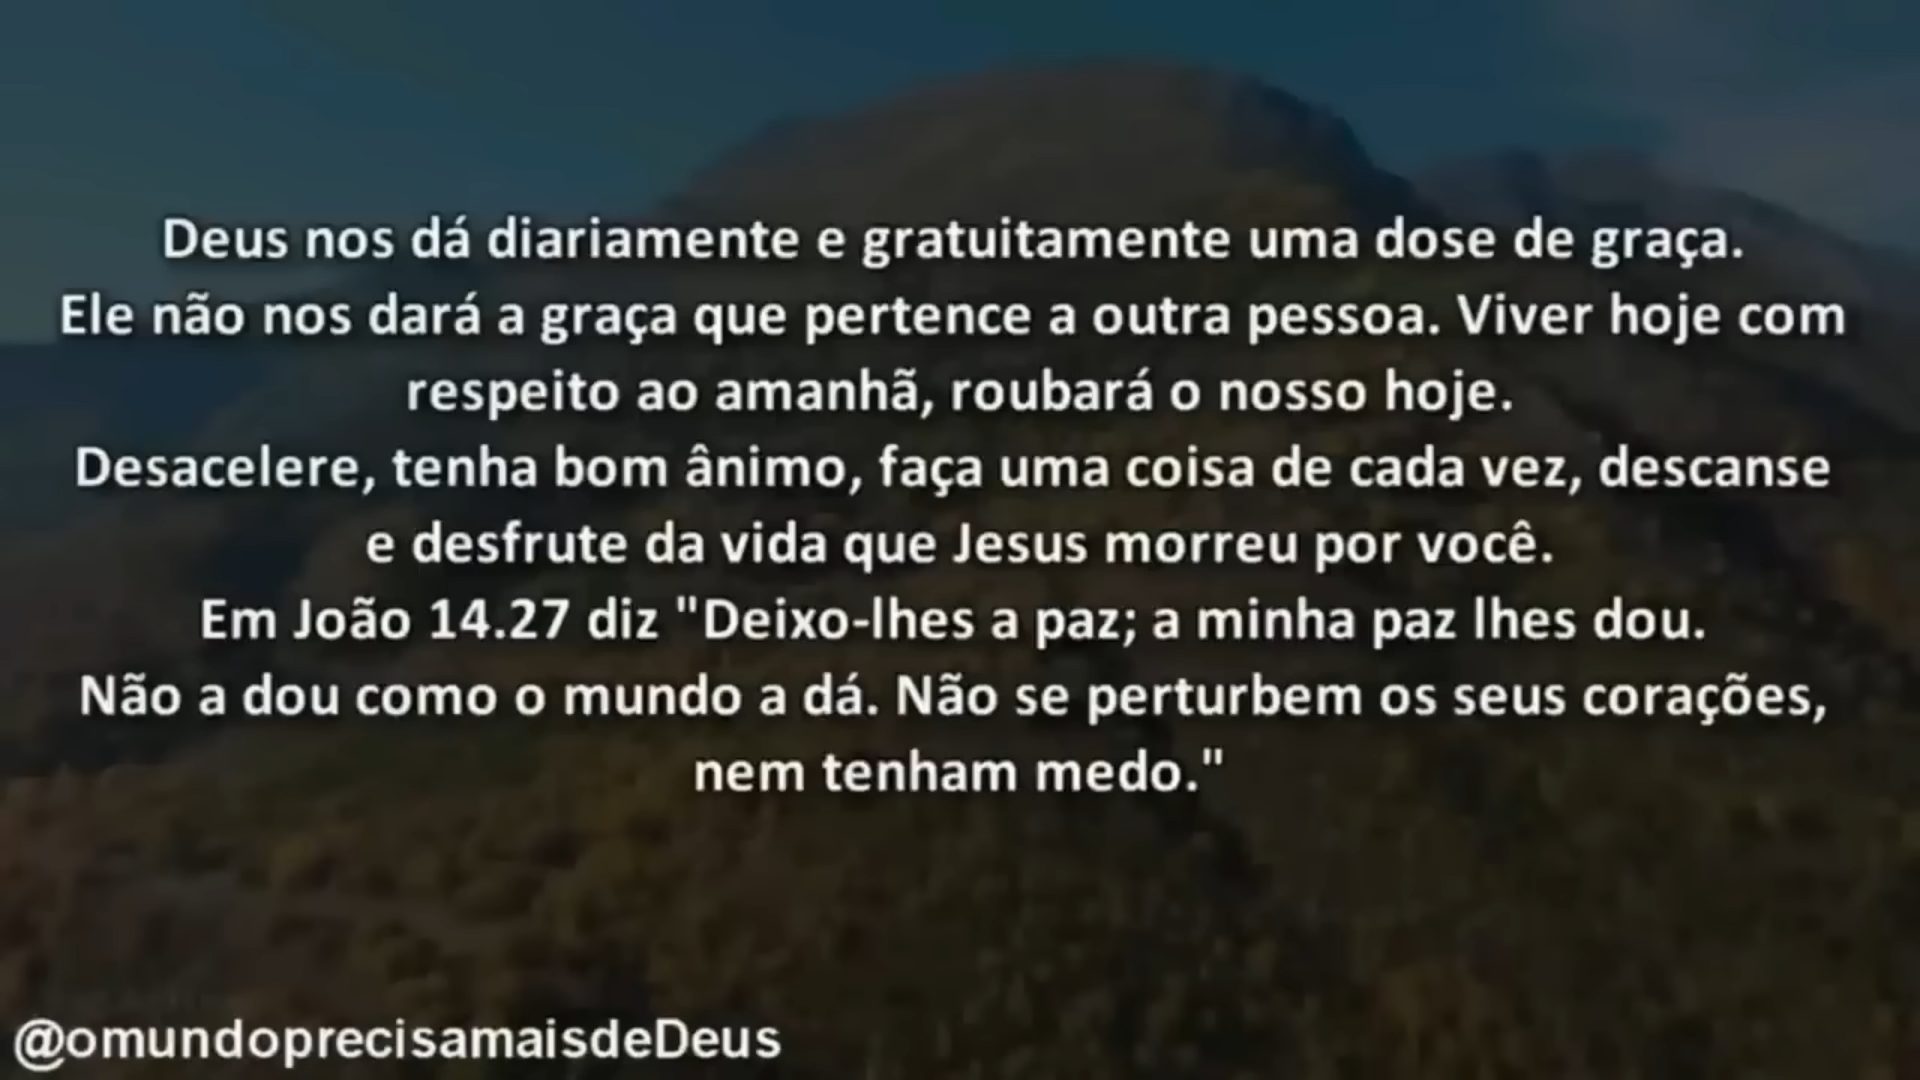 Deus nos dá diariamente e gratuitamente uma dose de graça.
Ele não nos dará a graça que pertence a outra pessoa. Viver hoje com
respeito ao amanhã, roubará o nosso hoje.
Desacelere, tenha bom ânimo, faça uma coisa de cada vez, descanse
e desfrute da vida que Jesus morreu por você.
Em João 14.27 diz "Deixo-lhes a paz; a minha paz lhes dou.
Não a dou como o mundo a dá. Não se perturbem os seus corações,
nem tenham medo."
@omundoprecisamaisdeDeus